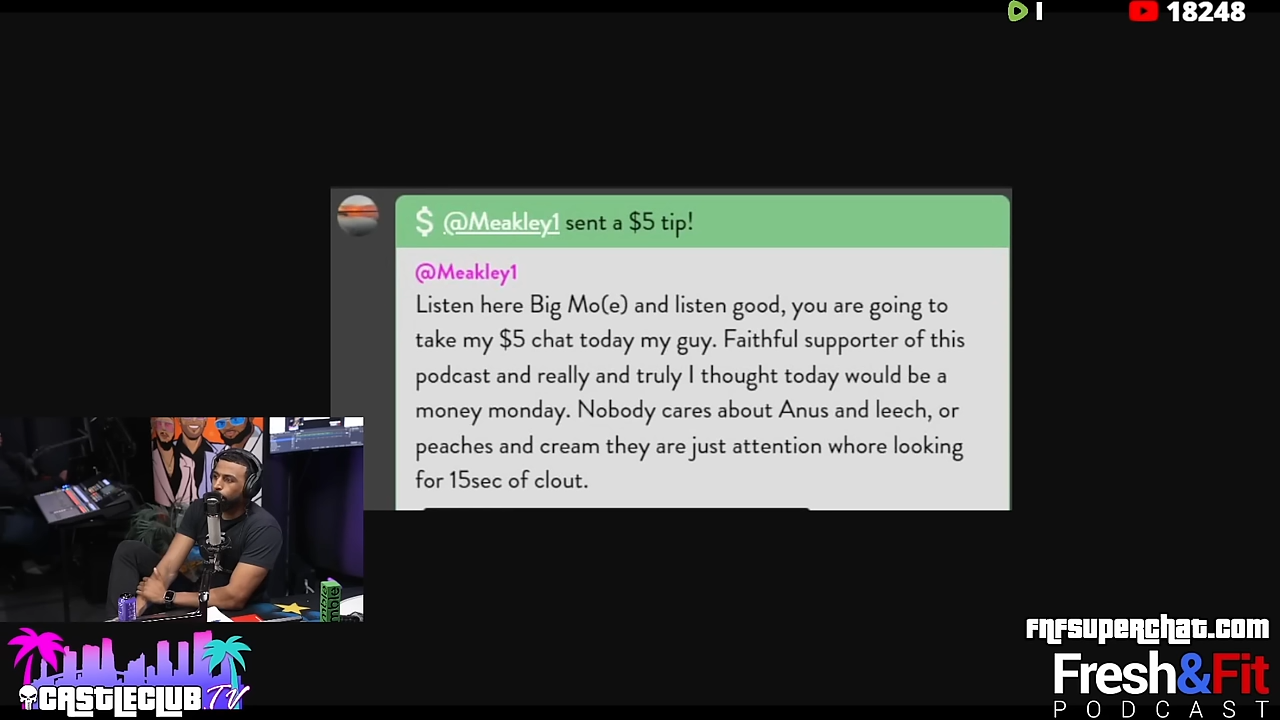 1
18248
$ @Meakley1 sent a $5 tip!
@Meakley1
Listen here Big Mo(e) and listen good, you are going to
take my $5 chat today my guy. Faithful supporter of this
podcast and really and truly I thought today would be a
money monday. Nobody cares about Anus and leech, or
peaches and cream they are just attention whore looking
for 15sec of clout.
CASTLECLUB.TV
FNFSUPERCHAT.COM
Fresh&Fit
PODCAST